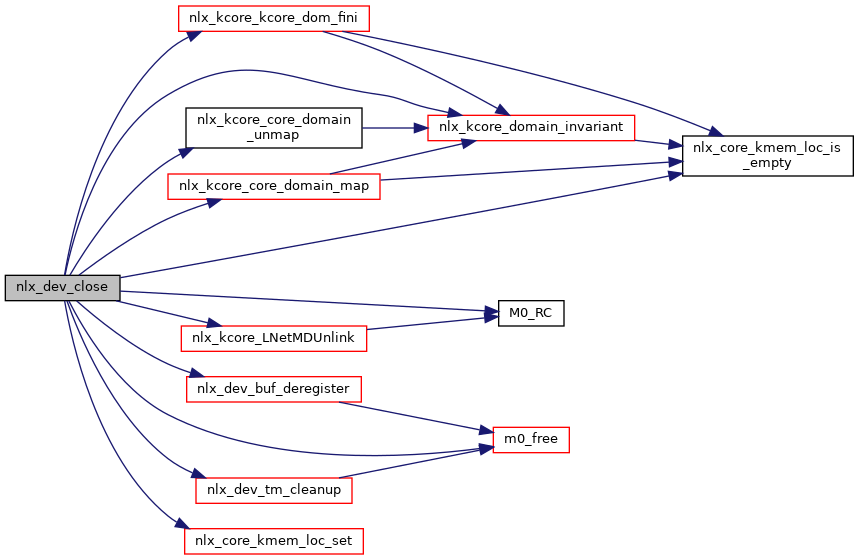 nlx_kcore_kcore_dom_fini
nlx_kcore_core_domain
_unmap
nlx_kcore_domain_invariant
nlx_core_kmem_loc_is
_empty
nlx_kcore_core_domain_map
nlx_dev_close
M0_RC
nlx_kcore_LNetMDUnlink
nlx_dev_buf_deregister
m0_free
nlx_dev_tm_cleanup
nlx_core_kmem_loc_set